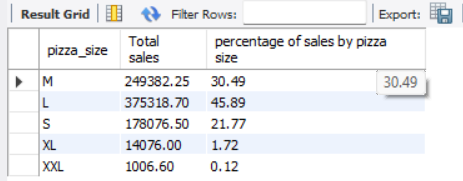 Result Grid Filter Rows: Export:
pizza_size Total sales percentage of sales by pizza size
M 249382.25 30.49 30.49
L 375318.70 45.89
S 178076.50 21.77
XL 14076.00 1.72
XXL 1006.60 0.12